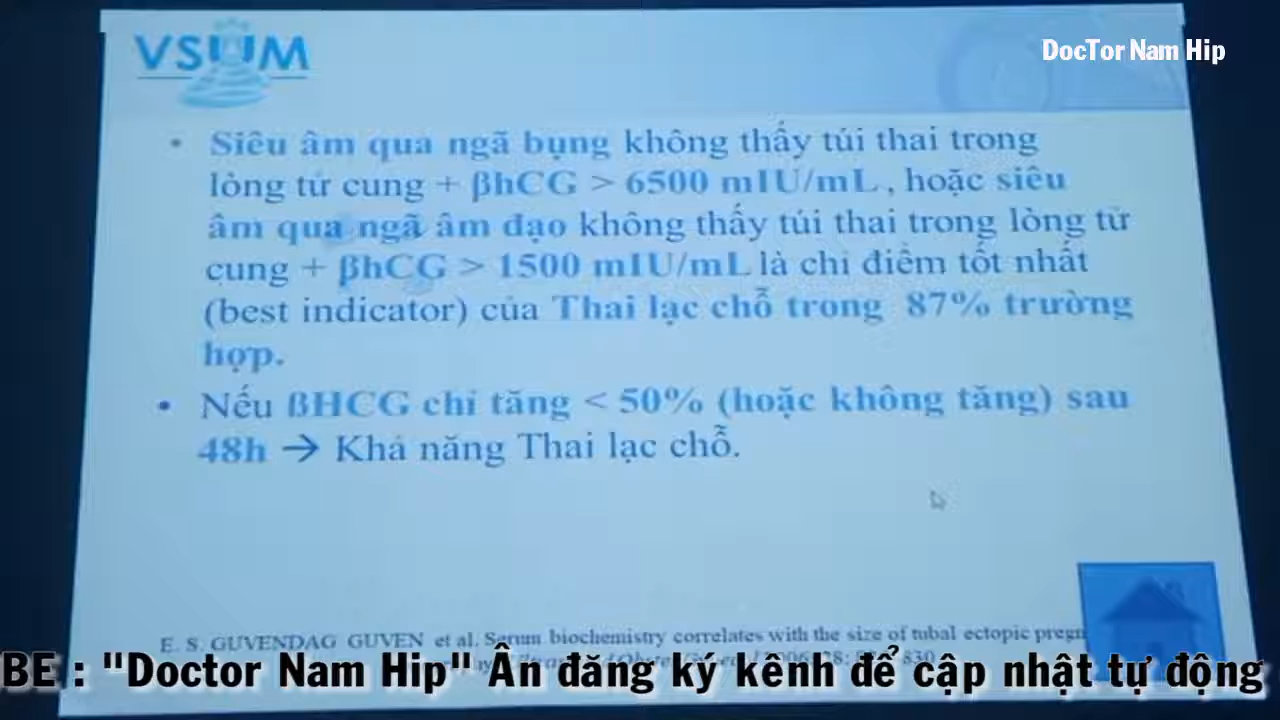 VSUM
DocTor Nam Hip
• Siêu âm qua ngã bụng không thấy túi thai trong
lòng tử cung + βhCG > 6500 mIU/mL, hoặc siêu
âm qua ngã âm đạo không thấy túi thai trong lòng tử
cung + βhCG > 1500 mIU/mL là chỉ điểm tốt nhất
(best indicator) của Thai lạc chỗ trong 87% trường
hợp.
• Nếu ßHCG chỉ tăng < 50% (hoặc không tăng) sau
48h → Khả năng Thai lạc chỗ.
E. S. GUVENDAG GUVEN et al. Serum biochemistry correlates with the size of tubal ectopic
BE : "Doctor Nam Hip" Ấn đăng ký kênh để cập nhật tự động